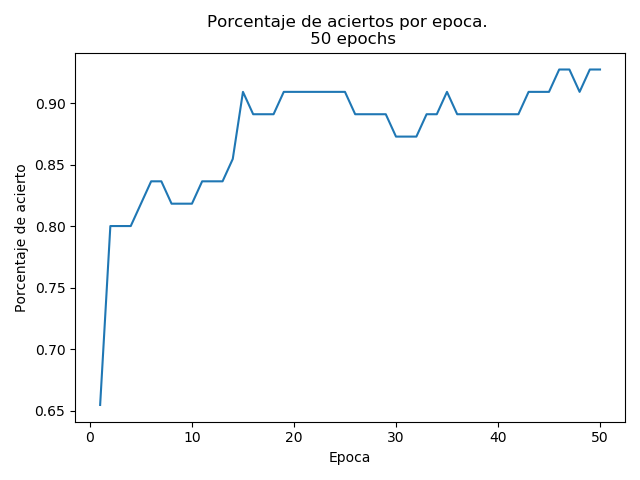 Porcentaje de aciertos por epoca.
50 epochs
Porcentaje de acierto
0.90
0.85
0.80
0.75
0.70
0.65
0 10 20 30 40 50
Epoca